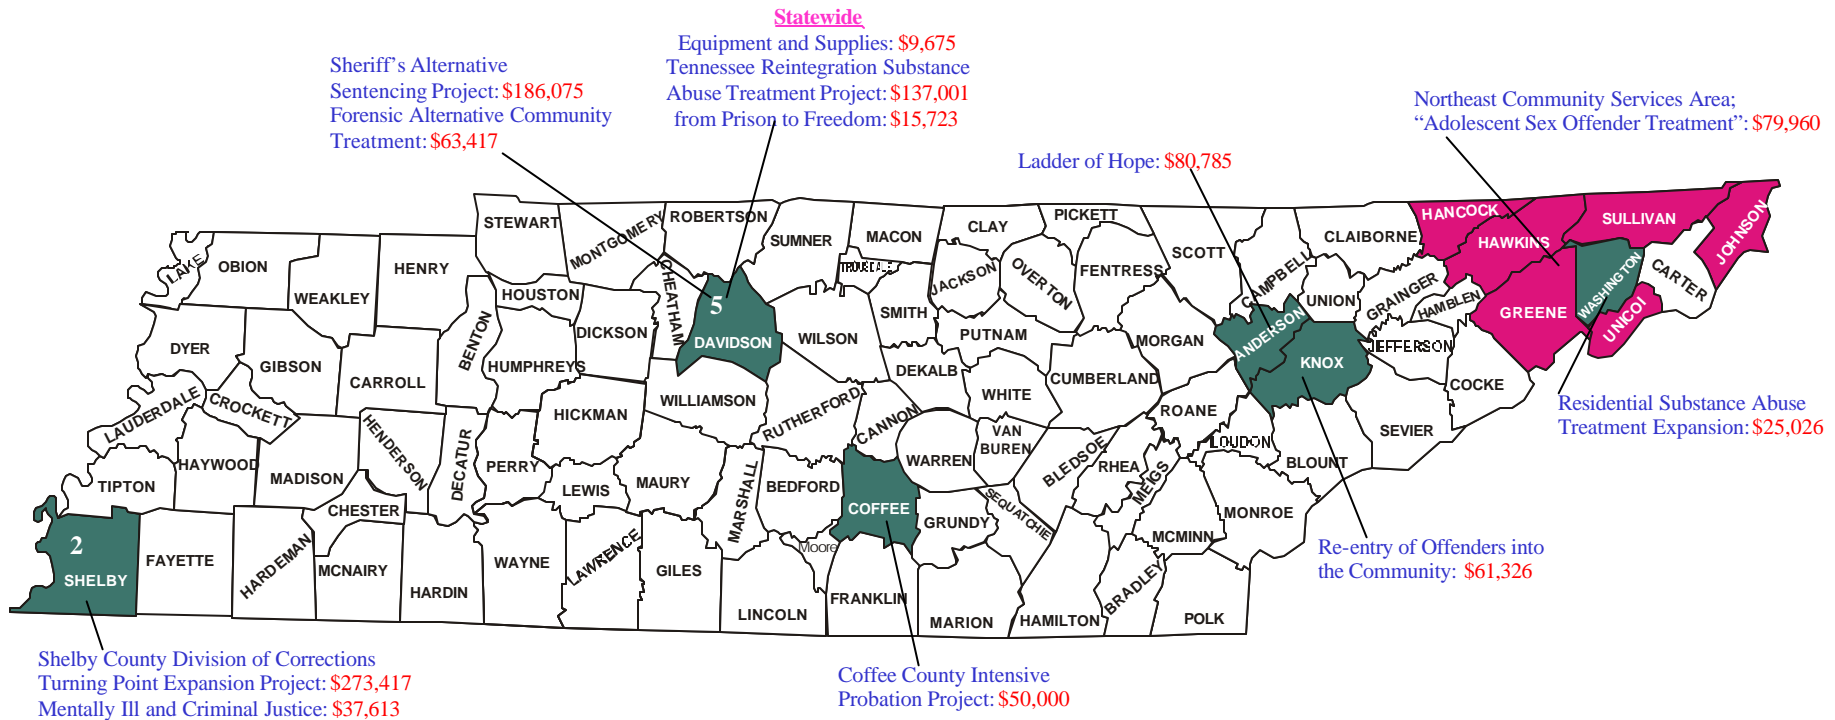 Statewide
Equipment and Supplies: $9,675
Tennessee Reintegration Substance
Abuse Treatment Project: $137,001
from Prison to Freedom: $15,723
Sheriff’s Alternative
Sentencing Project: $186,075
Forensic Alternative Community
Treatment: $63,417
Northeast Community Services Area;
“Adolescent Sex Offender Treatment”: $79,960
Ladder of Hope: $80,785
LAKE
OBION
WEAKLEY
HENRY
STEWART
MONTGOMERY
ROBERTSON
SUMNER
MACON
TROUSDALE
CLAY
PICKETT
SCOTT
CAMPBELL
CLAIBORNE
HANCOCK
HAWKINS
SULLIVAN
JOHNSON
DYER
GIBSON
CARROLL
BENTON
HOUSTON
HUMPHREYS
DICKSON
CHEATHAM
5
DAVIDSON
WILSON
SMITH
JACKSON
OVERTON
FENTRESS
PUTNAM
MORGAN
ANDERSON
UNION
GRAINGER
HAMBLEN
JEFFERSON
KNOX
GREENE
WASHINGTON
UNICOI
CARTER
LAUDERDALE
CROCKETT
HAYWOOD
MADISON
HENDERSON
DECATUR
PERRY
HICKMAN
WILLIAMSON
RUTHERFORD
CANNON
DEKALB
WHITE
CUMBERLAND
ROANE
LOUDON
BLOUNT
SEVIER
COCKE
TIPTON
CHESTER
LEWIS
MAURY
MARSHALL
BEDFORD
COFFEE
WARREN
VAN
BUREN
BLEDSOE
RHEA
MEIGS
MONROE
MCMINN
SEQUATCHIE
GRUNDY
2
SHELBY
FAYETTE
HARDEMAN
MCNAIRY
HARDIN
WAYNE
LAWRENCE
GILES
LINCOLN
Moore
FRANKLIN
MARION
HAMILTON
BRADLEY
POLK
Residential Substance Abuse
Treatment Expansion: $25,026
Re-entry of Offenders into
the Community: $61,326
Shelby County Division of Corrections
Turning Point Expansion Project: $273,417
Mentally Ill and Criminal Justice: $37,613
Coffee County Intensive
Probation Project: $50,000